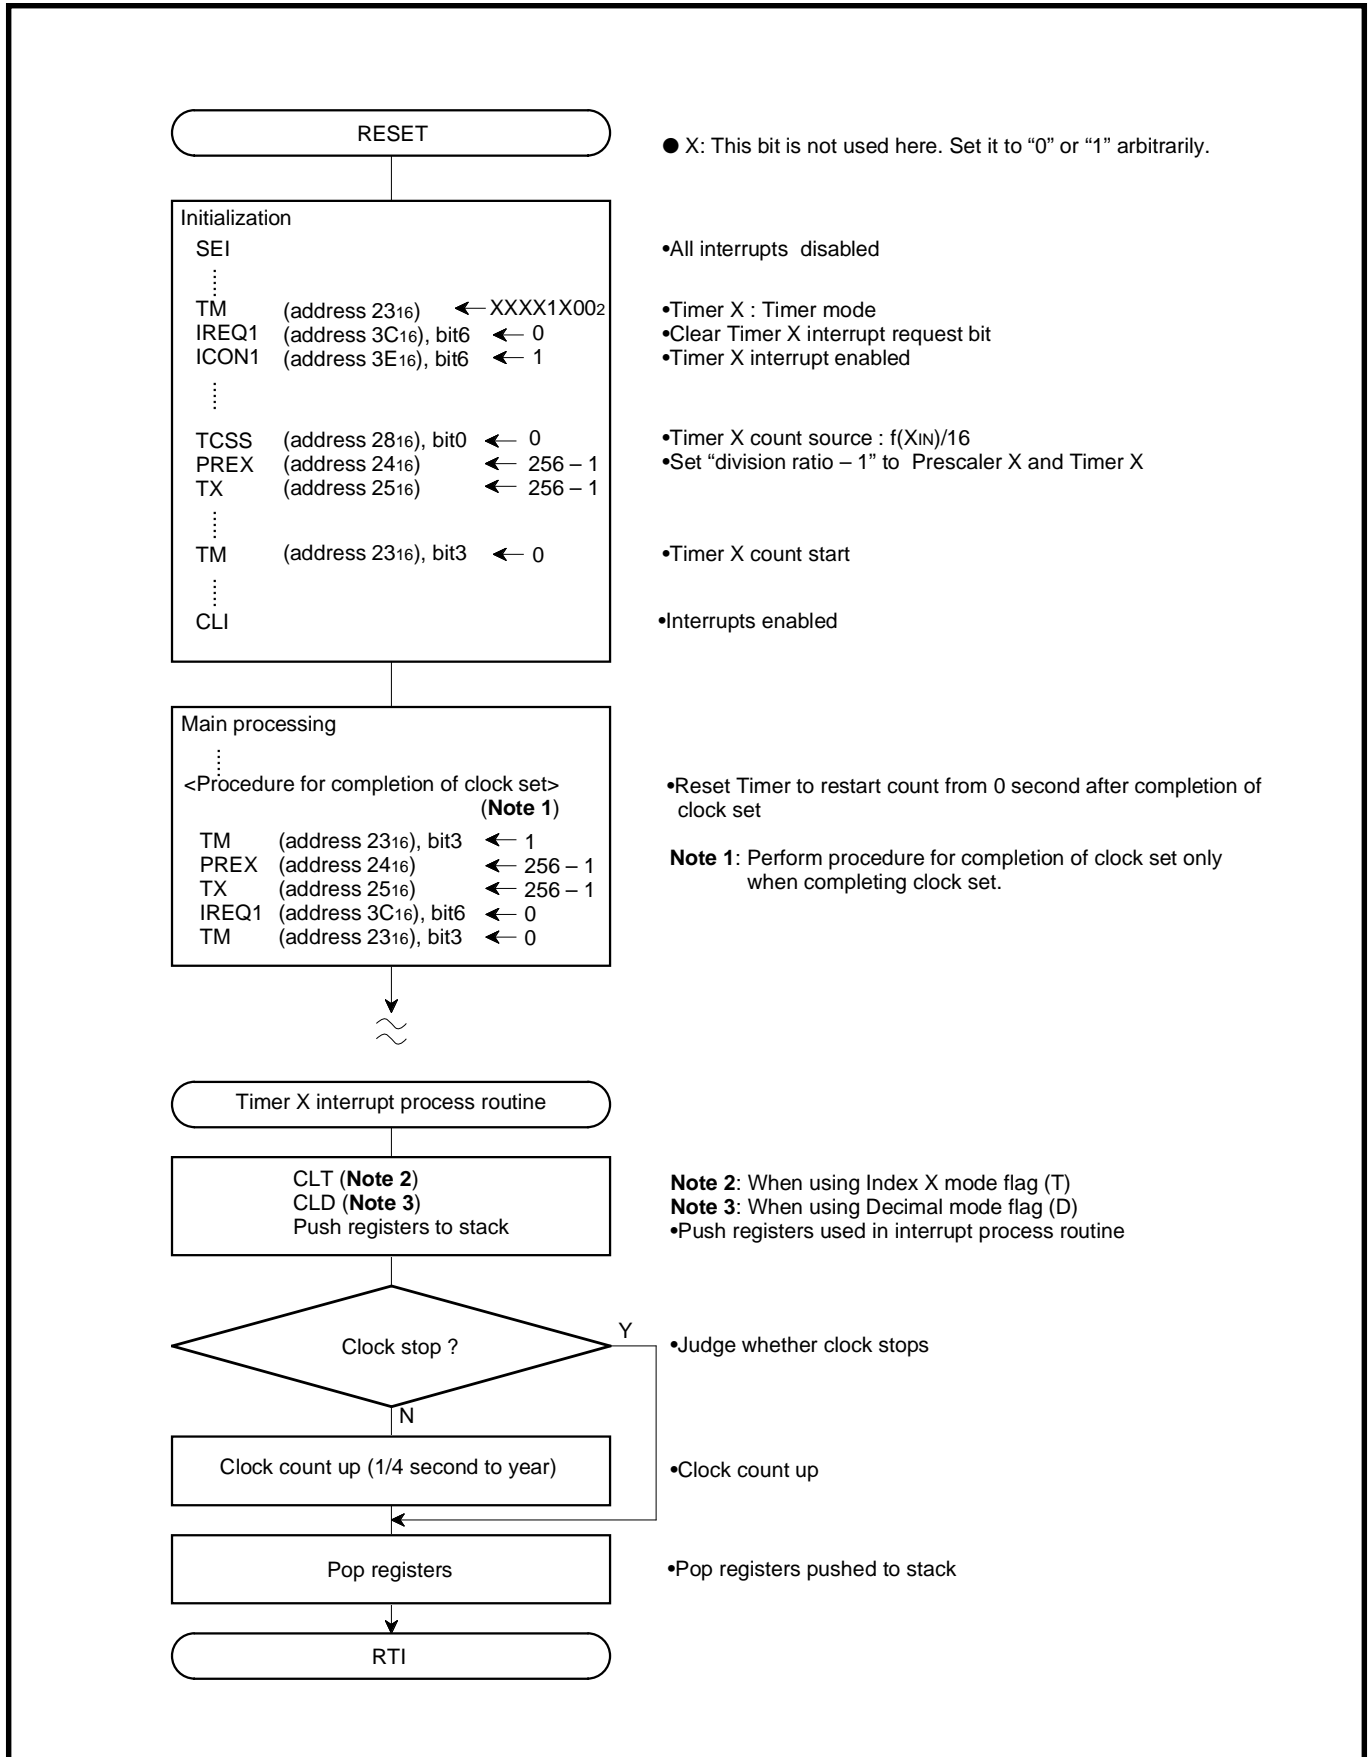 RESET
● X: This bit is not used here. Set it to “0” or “1” arbitrarily.
Initialization
SEI •All interrupts disabled
TM (address 2316) ← XXXX1X002 •Timer X : Timer mode
IREQ1 (address 3C16), bit6 ← 0 •Clear Timer X interrupt request bit
ICON1 (address 3E16), bit6 ← 1 •Timer X interrupt enabled
TCSS (address 2816), bit0 ← 0 •Timer X count source : f(XIN)/16
PREX (address 2416) ← 256 – 1 •Set “division ratio – 1” to Prescaler X and Timer X
TX (address 2516) ← 256 – 1
TM (address 2316), bit3 ← 0 •Timer X count start
CLI •Interrupts enabled
Main processing
<Procedure for completion of clock set> •Reset Timer to restart count from 0 second after completion of
(Note 1) clock set
TM (address 2316), bit3 ← 1
PREX (address 2416) ← 256 – 1 Note 1: Perform procedure for completion of clock set only
TX (address 2516) ← 256 – 1 when completing clock set.
IREQ1 (address 3C16), bit6 ← 0
TM (address 2316), bit3 ← 0
Timer X interrupt process routine
CLT (Note 2) Note 2: When using Index X mode flag (T)
CLD (Note 3) Note 3: When using Decimal mode flag (D)
Push registers to stack •Push registers used in interrupt process routine
Y
Clock stop ? •Judge whether clock stops
N
Clock count up (1/4 second to year) •Clock count up
Pop registers •Pop registers pushed to stack
RTI